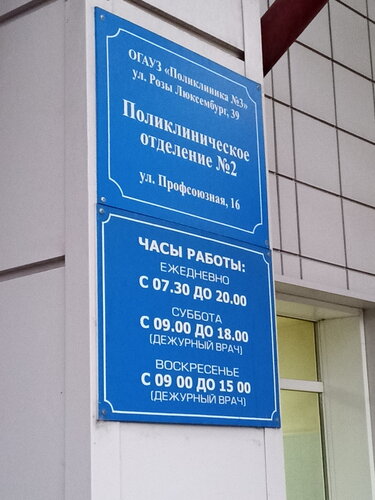 ОГАУЗ «Поликлиника №3»
ул. Розы Люксембург, 39
Поликлиническое
отделение №2
ул. Профсоюзная, 16
ЧАСЫ РАБОТЫ:
ЕЖЕДНЕВНО
С 07.30 ДО 20.00
СУББОТА
С 09.00 ДО 18.00
(ДЕЖУРНЫЙ ВРАЧ)
ВОСКРЕСЕНЬЕ
С 09 00 ДО 15 00
(ДЕЖУРНЫЙ ВРАЧ)